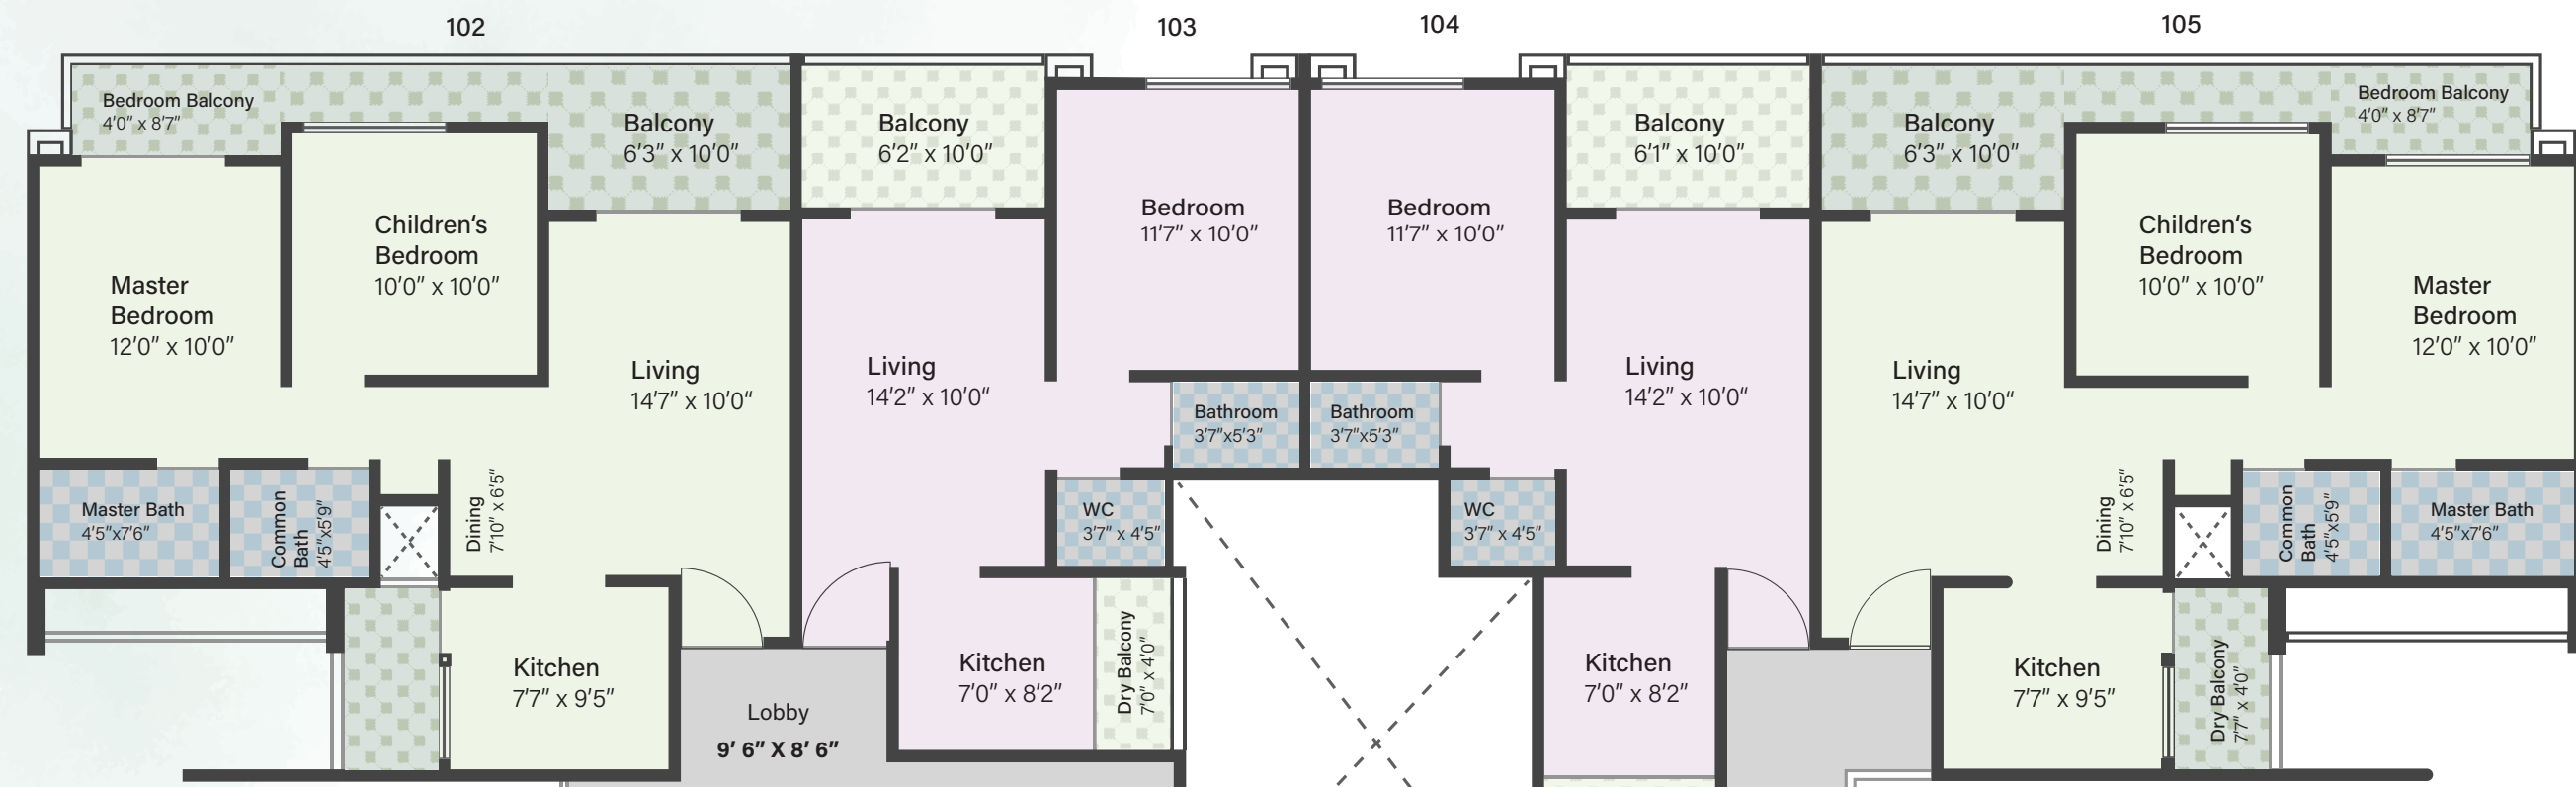 102
103
104
105
Bedroom Balcony
4'0" x 8'7"
Balcony
6'3" x 10'0"
Balcony
6'2" x 10'0"
Balcony
6'1" x 10'0"
Balcony
6'3" x 10'0"
Bedroom Balcony
4'0" x 8'7"
Master
Bedroom
12'0" x 10'0"
Children‘s
Bedroom
10'0" x 10'0"
Living
14'7" x 10'0“
Living
14'2" x 10'0“
Bedroom
11'7" x 10'0"
Bedroom
11'7" x 10'0"
Living
14'2" x 10'0“
Living
14'7" x 10'0“
Children‘s
Bedroom
10'0" x 10'0"
Master
Bedroom
12'0" x 10'0"
Bathroom
3'7"x5'3"
Bathroom
3'7"x5'3"
Master Bath
4'5"x7'6"
Common
Bath
4'5"x5'9"
Dining
7'10" x 6'5"
WC
3'7" x 4'5"
WC
3'7" x 4'5"
Dining
7'10" x 6'5"
Common
Bath
4'5"x5'9"
Master Bath
4'5"x7'6"
Kitchen
7'7" x 9'5"
Lobby
9' 6" X 8' 6"
Kitchen
7'0" x 8'2"
Dry Balcony
7'0" x 4'0"
Kitchen
7'0" x 8'2"
Kitchen
7'7" x 9'5"
Dry Balcony
7'7" x 4'0"